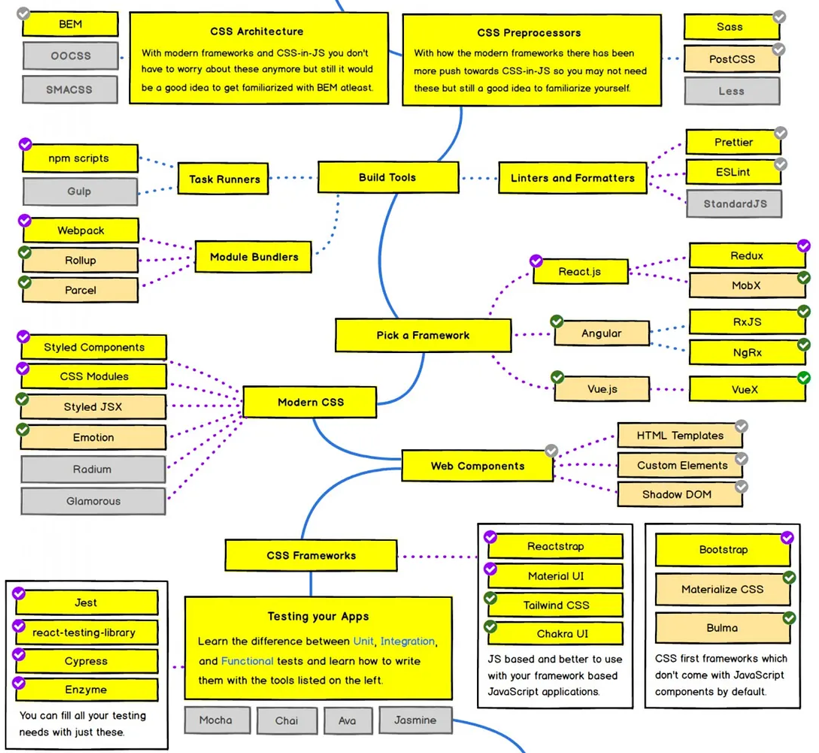 BEM
OOCSS
SMACSS
CSS Architecture
With modern frameworks and CSS-in-JS you don't
have to worry about these anymore but still it would
be a good idea to get familiarized with BEM atleast.
CSS Preprocessors
With how the modern frameworks there has been
more push towards CSS-in-JS so you may not need
these but still a good idea to familiarize yourself.
Sass
PostCSS
Less
npm scripts
Gulp
Task Runners
Build Tools
Linters and Formatters
Prettier
ESLint
StandardJS
Webpack
Rollup
Parcel
Module Bundlers
React.js
Redux
MobX
Pick a Framework
Angular
RxJS
NgRx
Vue.js
VueX
Styled Components
CSS Modules
Styled JSX
Emotion
Radium
Glamorous
Modern CSS
Web Components
HTML Templates
Custom Elements
Shadow DOM
CSS Frameworks
Reactstrap
Material UI
Tailwind CSS
Chakra UI
JS based and better to use
with your framework based
JavaScript applications.
Bootstrap
Materialize CSS
Bulma
CSS first frameworks which
don't come with JavaScript
components by default.
Jest
react-testing-library
Cypress
Enzyme
You can fill all your testing
needs with just these.
Testing your Apps
Learn the difference between Unit, Integration,
and Functional tests and learn how to write
them with the tools listed on the left.
Mocha
Chai
Ava
Jasmine